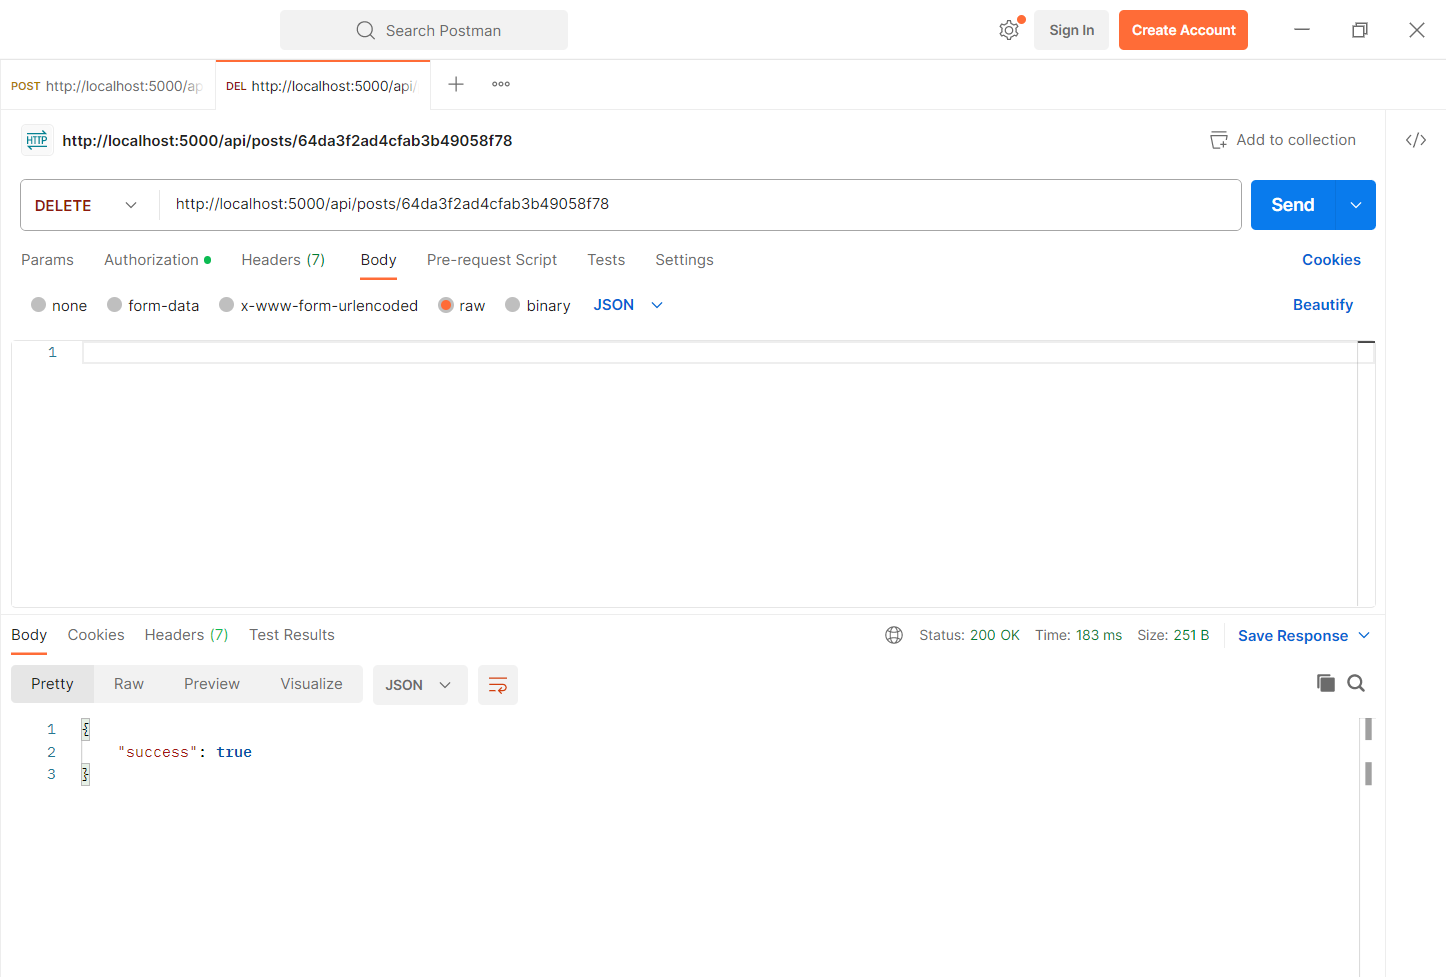 Search Postman
Sign In
Create Account
POST http://localhost:5000/ap
DEL http://localhost:5000/api/
HTTP http://localhost:5000/api/posts/64da3f2ad4cfab3b49058f78
Add to collection
</>
DELETE http://localhost:5000/api/posts/64da3f2ad4cfab3b49058f78
Send
Params Authorization Headers (7) Body Pre-request Script Tests Settings Cookies
none form-data x-www-form-urlencoded raw binary JSON Beautify
1
Body Cookies Headers (7) Test Results Status: 200 OK Time: 183 ms Size: 251 B Save Response
Pretty Raw Preview Visualize JSON
1 {
2 "success": true
3 }